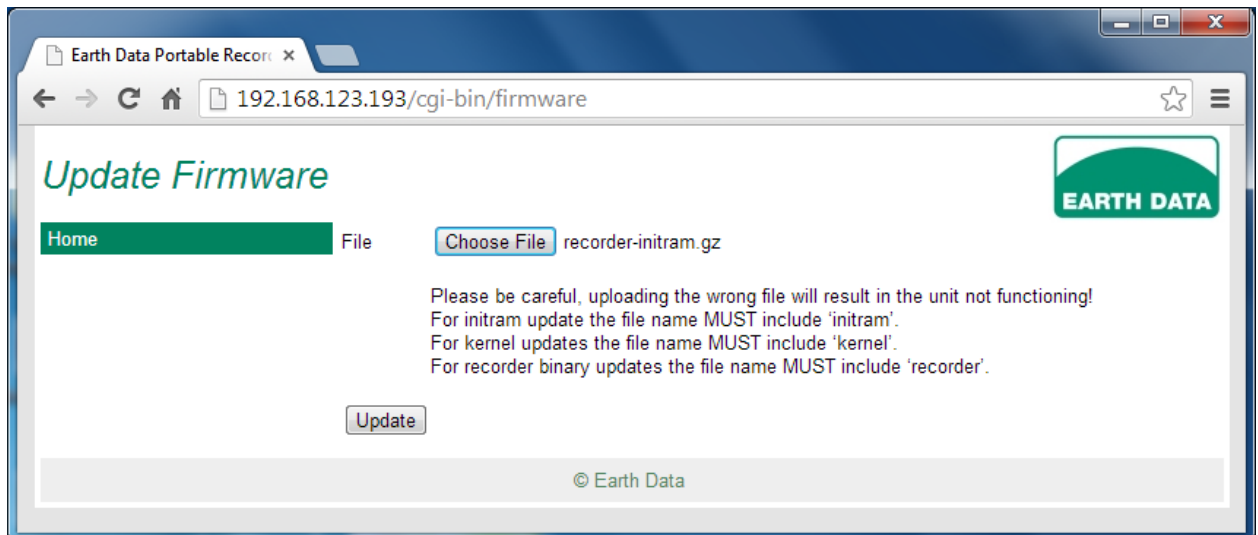 Earth Data Portable Recor
192.168.123.193/cgi-bin/firmware
Update Firmware
EARTH DATA
Home
File Choose File recorder-initram.gz
Please be careful, uploading the wrong file will result in the unit not functioning!
For initram update the file name MUST include ‘initram’.
For kernel updates the file name MUST include ‘kernel’.
For recorder binary updates the file name MUST include ‘recorder’.
Update
© Earth Data